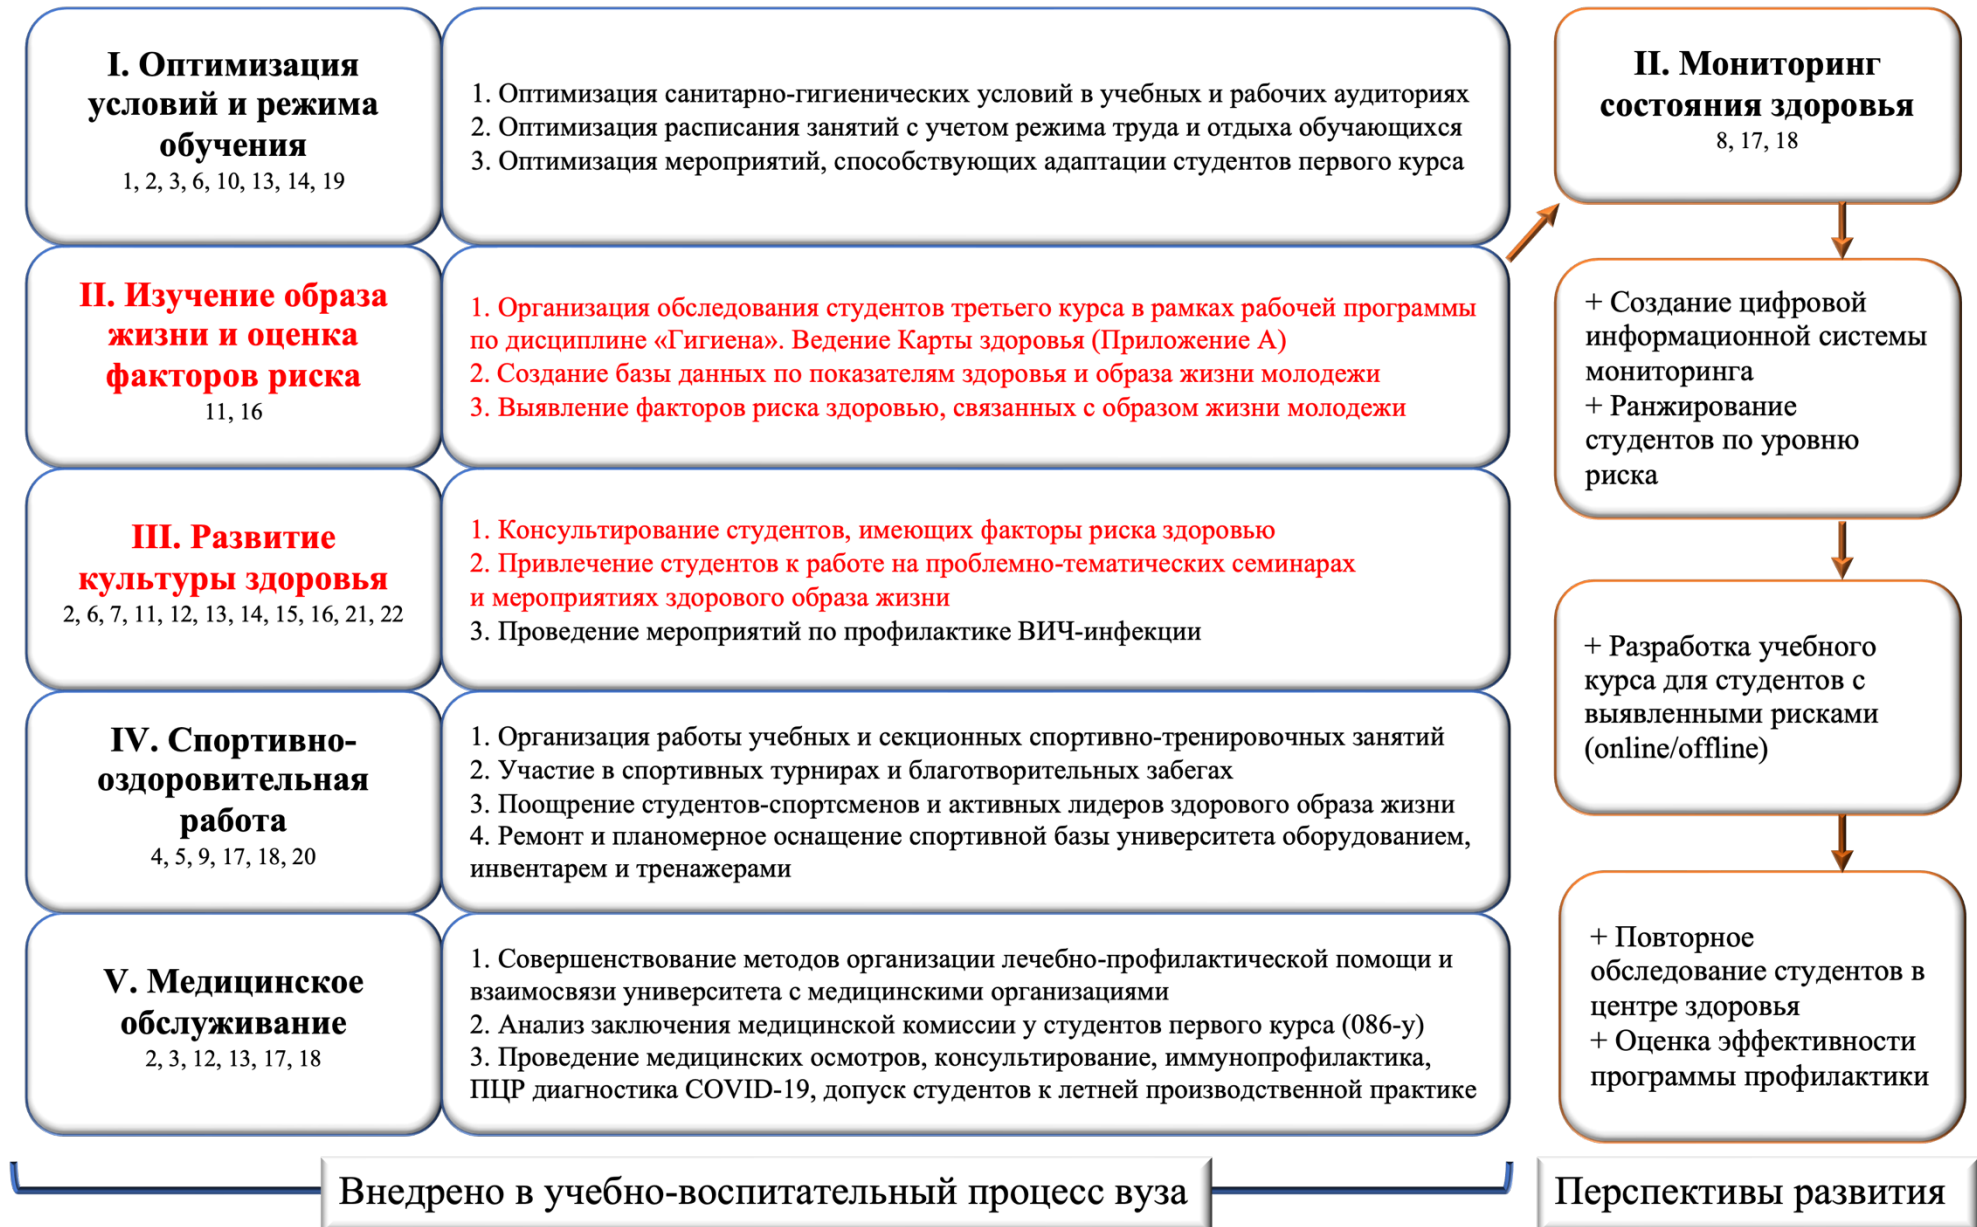 I. Оптимизация
условий и режима
обучения
1, 2, 3, 6, 10, 13, 14, 19
1. Оптимизация санитарно-гигиенических условий в учебных и рабочих аудиториях
2. Оптимизация расписания занятий с учетом режима труда и отдыха обучающихся
3. Оптимизация мероприятий, способствующих адаптации студентов первого курса
II. Изучение образа
жизни и оценка
факторов риска
11, 16
1. Организация обследования студентов третьего курса в рамках рабочей программы
по дисциплине «Гигиена». Ведение Карты здоровья (Приложение А)
2. Создание базы данных по показателям здоровья и образа жизни молодежи
3. Выявление факторов риска здоровью, связанных с образом жизни молодежи
III. Развитие
культуры здоровья
2, 6, 7, 11, 12, 13, 14, 15, 16, 21, 22
1. Консультирование студентов, имеющих факторы риска здоровью
2. Привлечение студентов к работе на проблемно-тематических семинарах
и мероприятиях здорового образа жизни
3. Проведение мероприятий по профилактике ВИЧ-инфекции
IV. Спортивно-
оздоровительная
работа
4, 5, 9, 17, 18, 20
1. Организация работы учебных и секционных спортивно-тренировочных занятий
2. Участие в спортивных турнирах и благотворительных забегах
3. Поощрение студентов-спортсменов и активных лидеров здорового образа жизни
4. Ремонт и планомерное оснащение спортивной базы университета оборудованием,
инвентарем и тренажерами
V. Медицинское
обслуживание
2, 3, 12, 13, 17, 18
1. Совершенствование методов организации лечебно-профилактической помощи и
взаимосвязи университета с медицинскими организациями
2. Анализ заключения медицинской комиссии у студентов первого курса (086-у)
3. Проведение медицинских осмотров, консультирование, иммунопрофилактика,
ПЦР диагностика COVID-19, допуск студентов к летней производственной практике
Внедрено в учебно-воспитательный процесс вуза
II. Мониторинг
состояния здоровья
8, 17, 18
+ Создание цифровой
информационной системы
мониторинга
+ Ранжирование
студентов по уровню
риска
+ Разработка учебного
курса для студентов с
выявленными рисками
(online/offline)
+ Повторное
обследование студентов в
центре здоровья
+ Оценка эффективности
программы профилактики
Перспективы развития